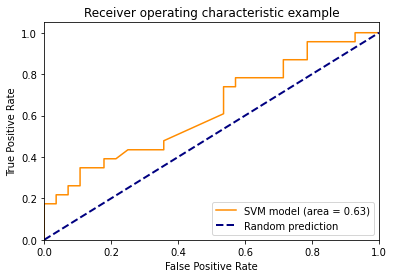 Receiver operating characteristic example
1.0
0.8
0.6
0.4
0.2
0.0
True Positive Rate
SVM model (area = 0.63)
Random prediction
0.0 0.2 0.4 0.6 0.8 1.0
False Positive Rate